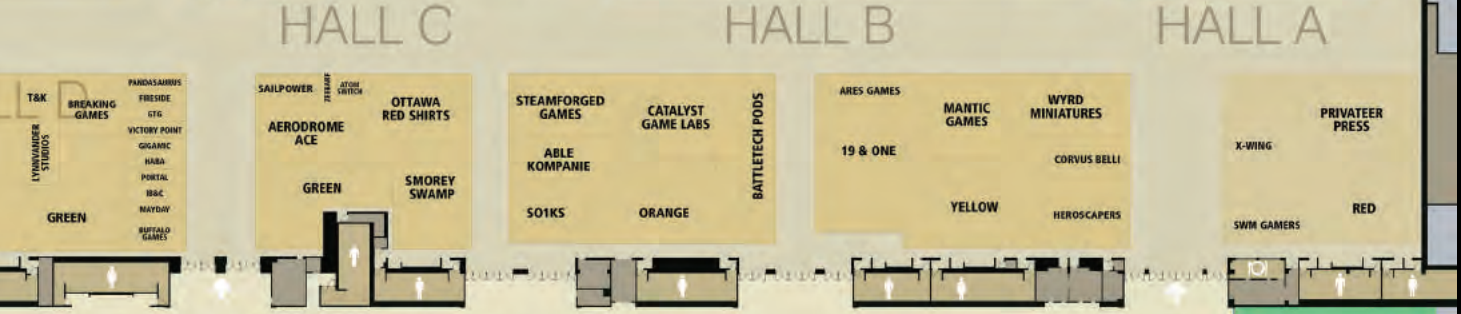 HALL C
HALL B
HALL A
LL D
T&K
BREAKING
GAMES
LYNNVANDER
STUDIOS
GREEN
PANDASAURUS
FIRESIDE
GTG
VICTORY POINT
GIGAMIC
HABA
PORTAL
IB&C
MAYDAY
BUFFALO
GAMES
SAILPOWER
ZEEBARF
ATOM
SWITCH
OTTAWA
RED SHIRTS
AERODROME
ACE
GREEN
SMOREY
SWAMP
STEAMFORGED
GAMES
CATALYST
GAME LABS
BATTLETECH PODS
ABLE
KOMPANIE
SO1KS
ORANGE
ARES GAMES
MANTIC
GAMES
WYRD
MINIATURES
19 & ONE
CORVUS BELLI
YELLOW
HEROSCAPERS
PRIVATEER
PRESS
X-WING
RED
SWM GAMERS